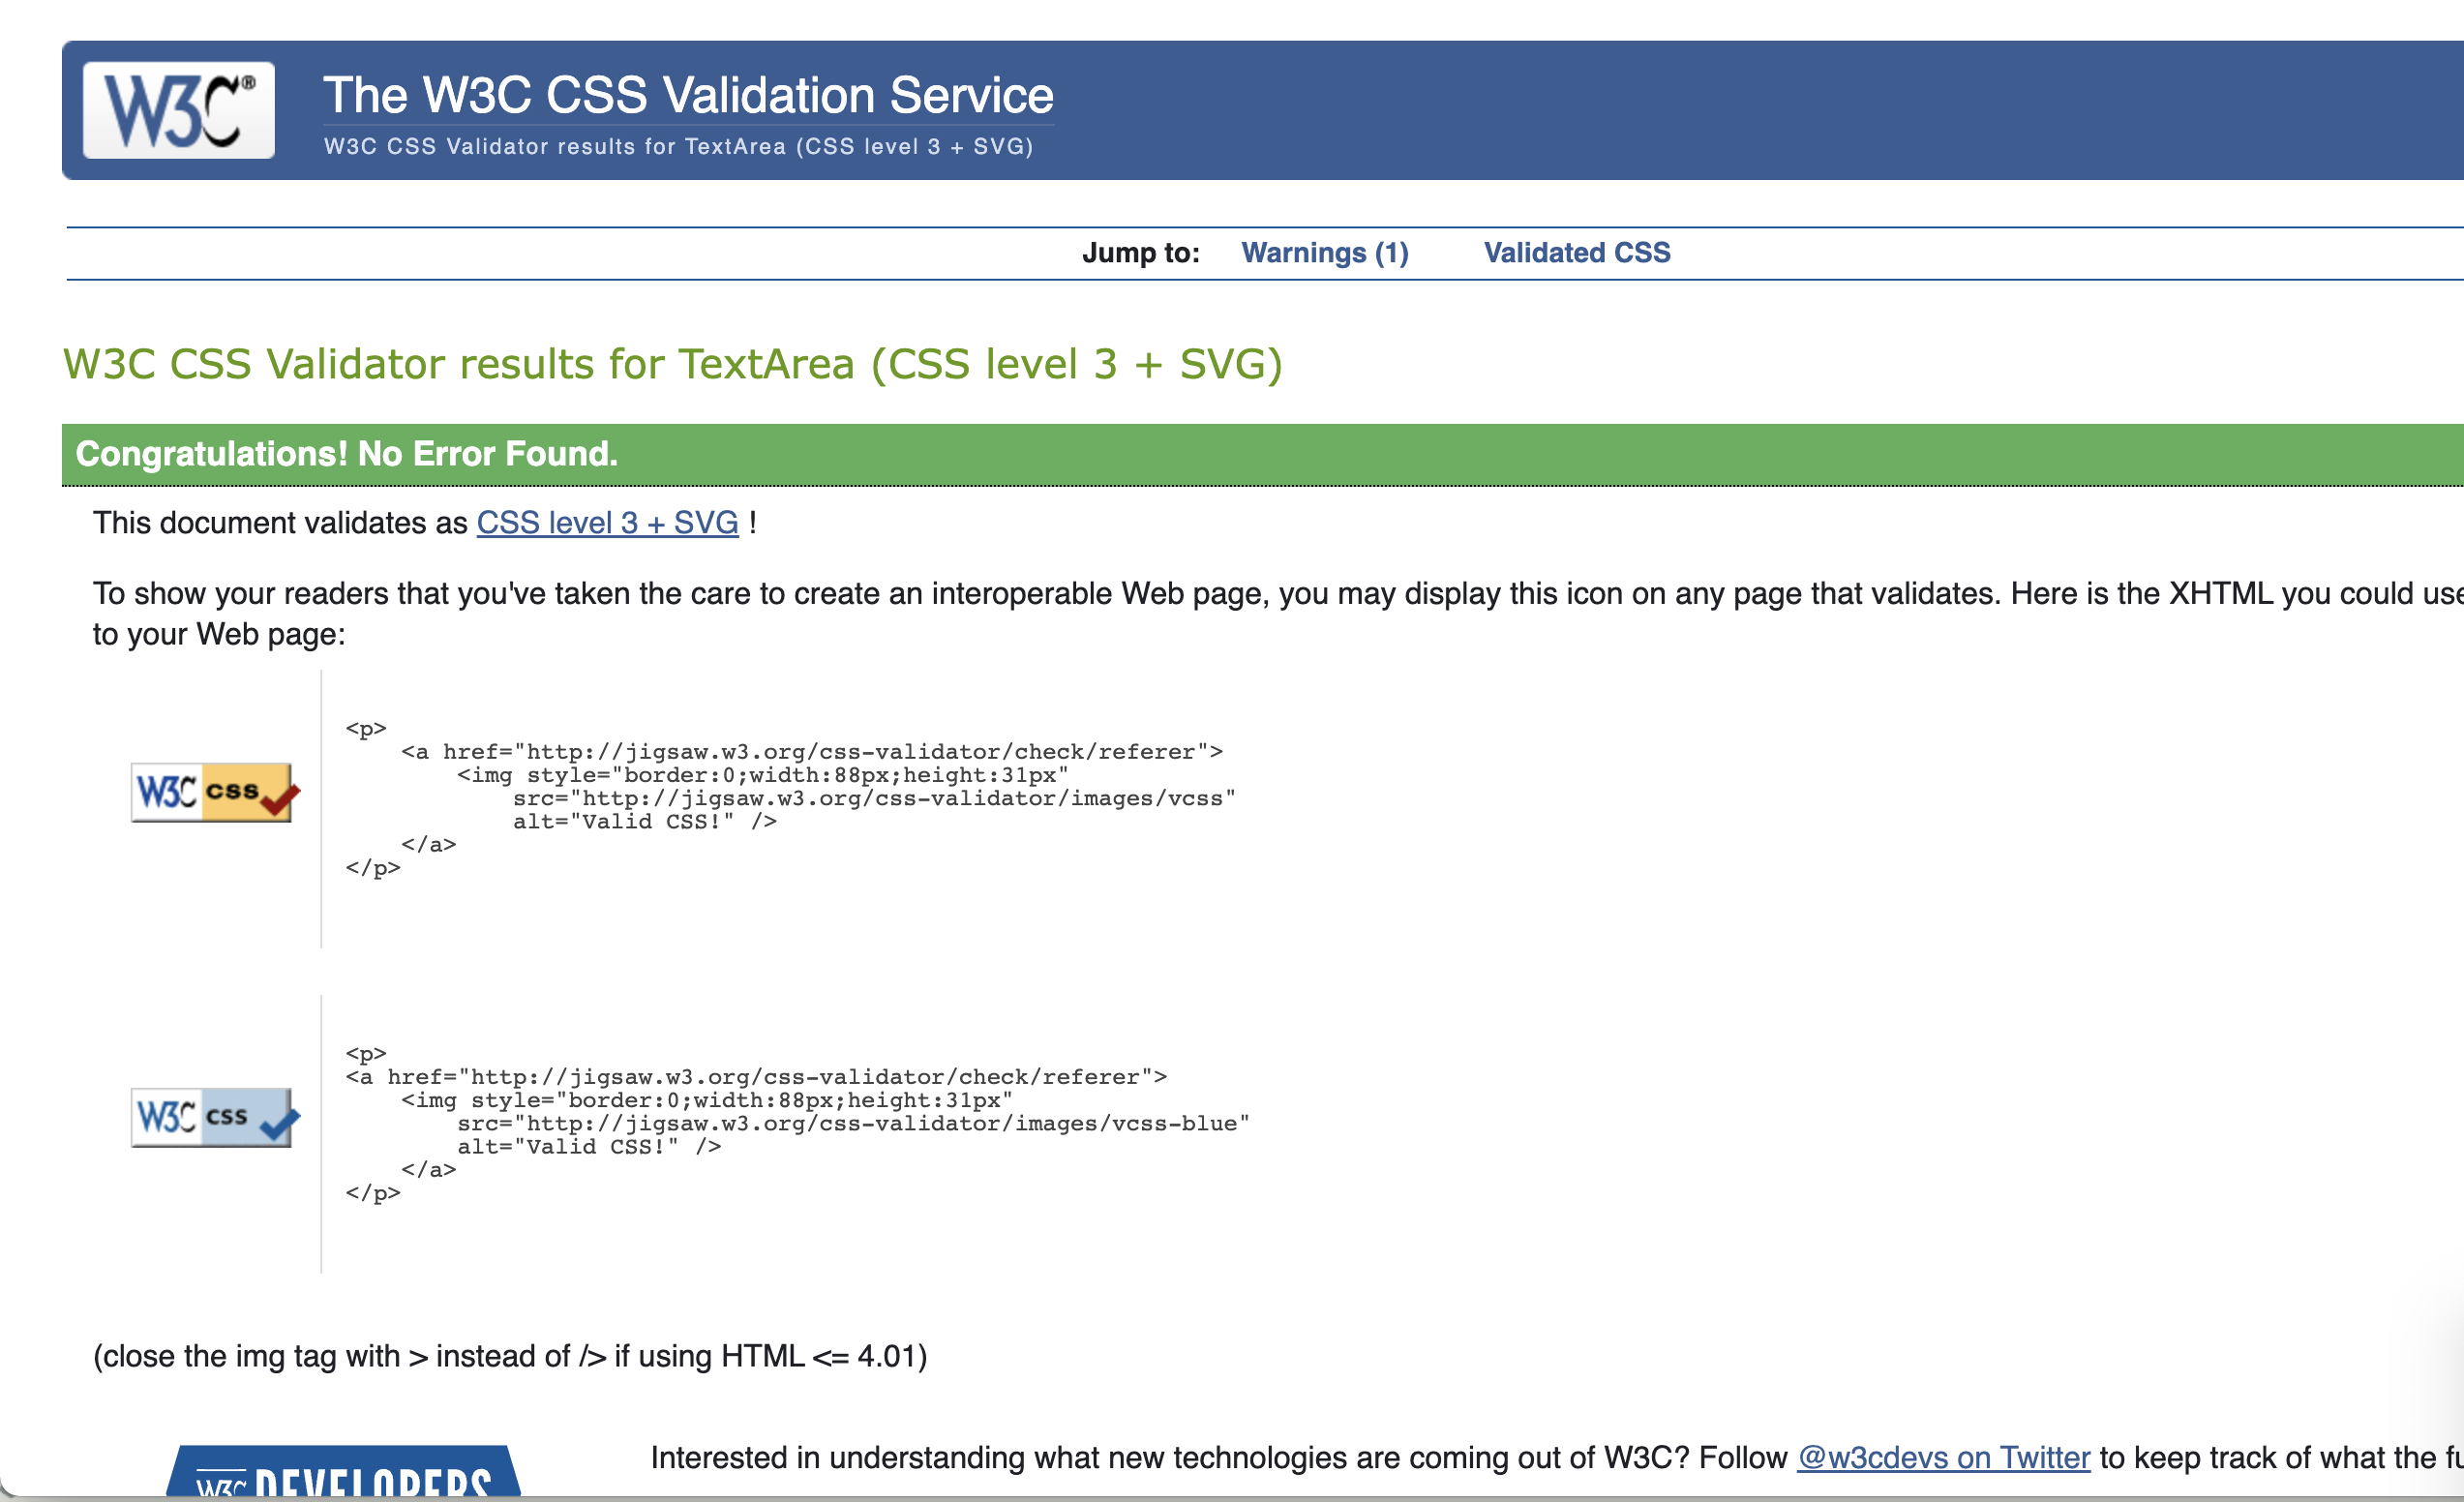 W3C®
The W3C CSS Validation Service
W3C CSS Validator results for TextArea (CSS level 3 + SVG)
Jump to: Warnings (1) Validated CSS
W3C CSS Validator results for TextArea (CSS level 3 + SVG)
Congratulations! No Error Found.
This document validates as CSS level 3 + SVG !
To show your readers that you've taken the care to create an interoperable Web page, you may display this icon on any page that validates. Here is the XHTML you could use
to your Web page:
W3C css
<p>
<a href="http://jigsaw.w3.org/css-validator/check/referer">
<img style="border:0;width:88px;height:31px"
src="http://jigsaw.w3.org/css-validator/images/vcss"
alt="Valid CSS!" />
</a>
</p>
W3C css
<p>
<a href="http://jigsaw.w3.org/css-validator/check/referer">
<img style="border:0;width:88px;height:31px"
src="http://jigsaw.w3.org/css-validator/images/vcss-blue"
alt="Valid CSS!" />
</a>
</p>
(close the img tag with > instead of /> if using HTML <= 4.01)
W3C DEVELOPERS
Interested in understanding what new technologies are coming out of W3C? Follow @w3cdevs on Twitter to keep track of what the